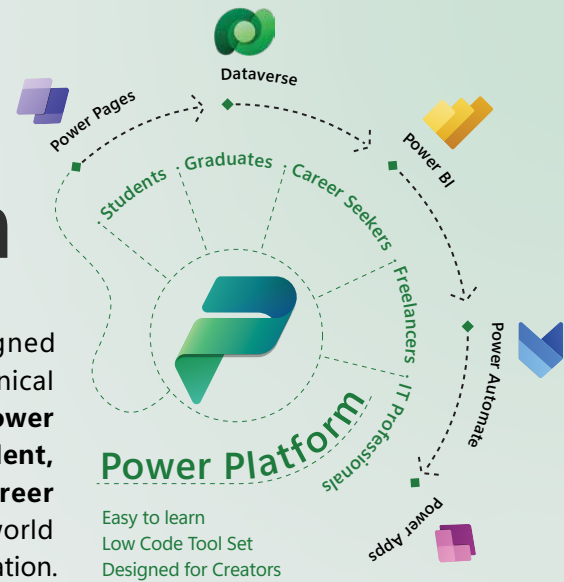 Dataverse
Power Pages
Power BI
Students
Graduates
Career Seekers
Freelancers
Power Automate
IT Professionals
Power Platform
Power Apps
Easy to learn
Low Code Tool Set
Designed for Creators